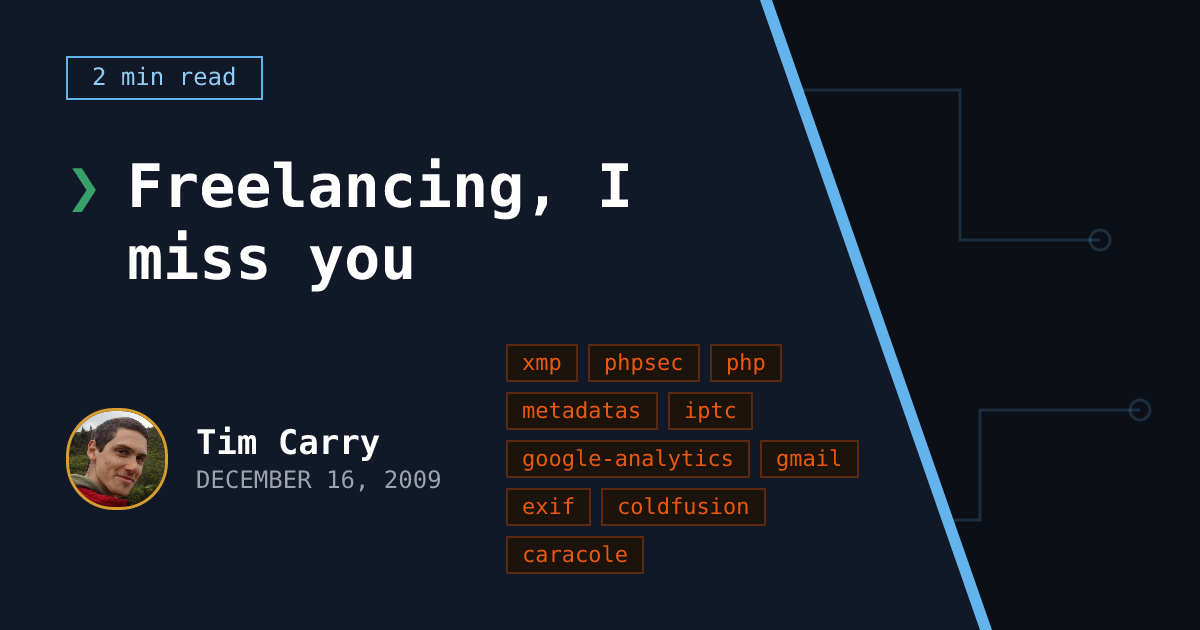 2 min read
❯ Freelancing, I
miss you
Tim Carry
DECEMBER 16, 2009
xmp phpsec php
metadatas iptc
google-analytics gmail
exif coldfusion
caracole